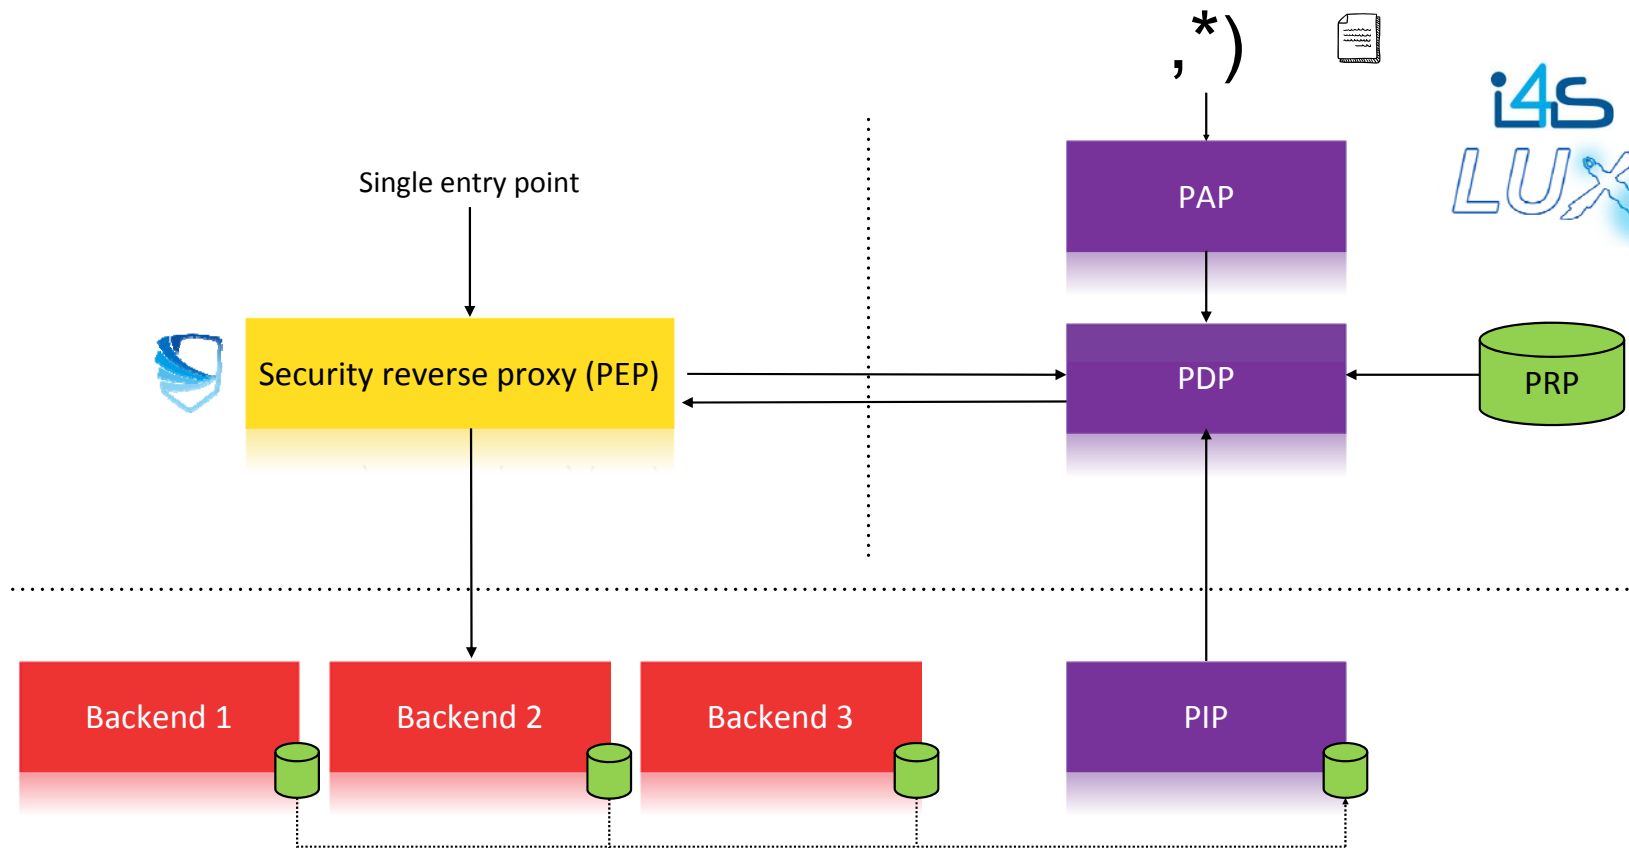 ,*)
i4S
LUX
Single entry point
PAP
Security reverse proxy (PEP)
PDP
PRP
Backend 1
Backend 2
Backend 3
PIP